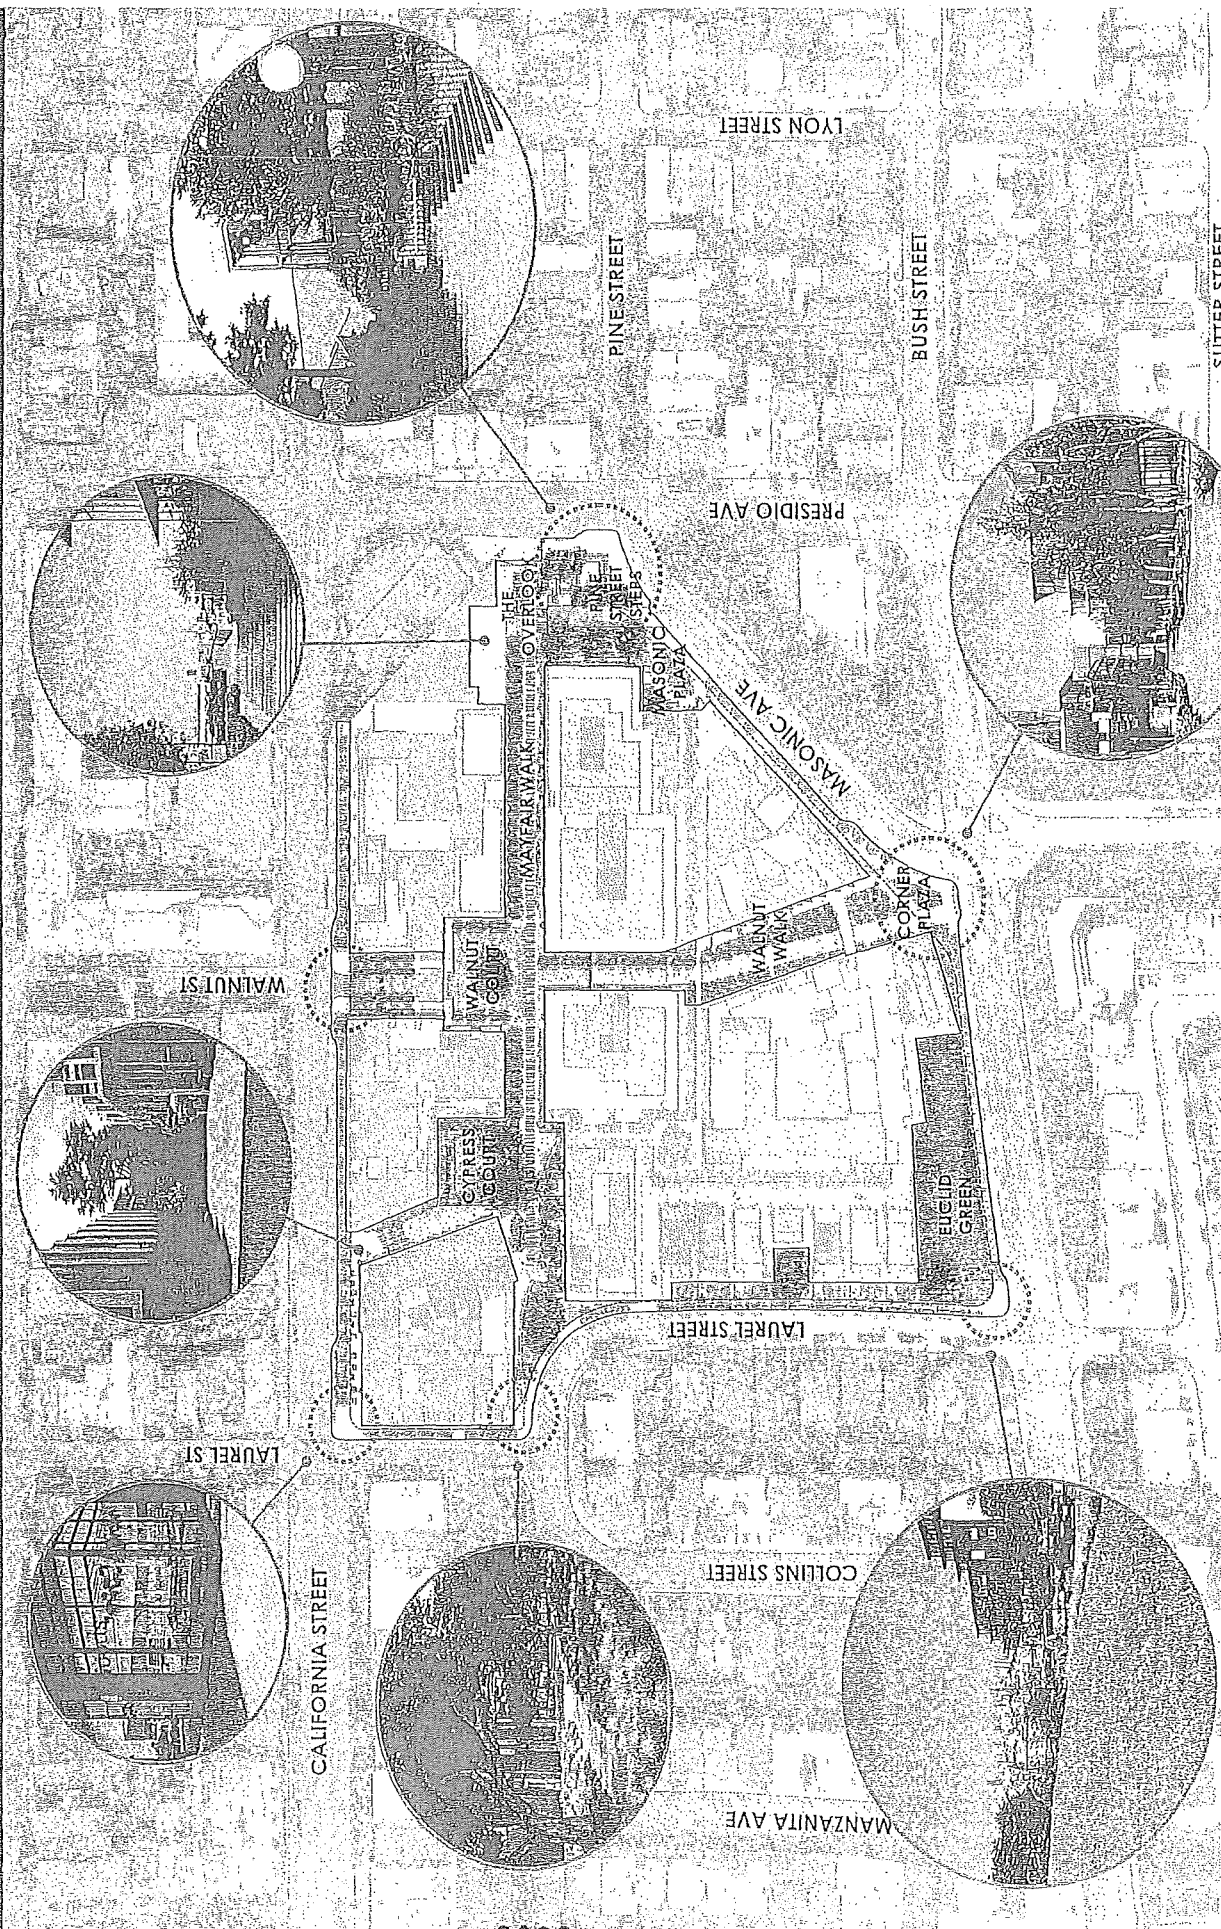 LAUREL ST
WALNUT ST
CALIFORNIA STREET
CYPRESS
COURT
WALNUT
COURT
MAYFAIR WALK
THE
OVERLOOK
PINE
STREET
STEPS
MASONIC
PLAZA
PINE STREET
LAUREL STREET
COLLINS STREET
MANZANITA AVE
WALNUT
WALK
MASONIC AVE
PRESIDIO AVE
LYON STREET
EUCLID
GREEN
CORNER
PLAZA
BUSH STREET
SUTTER STREET